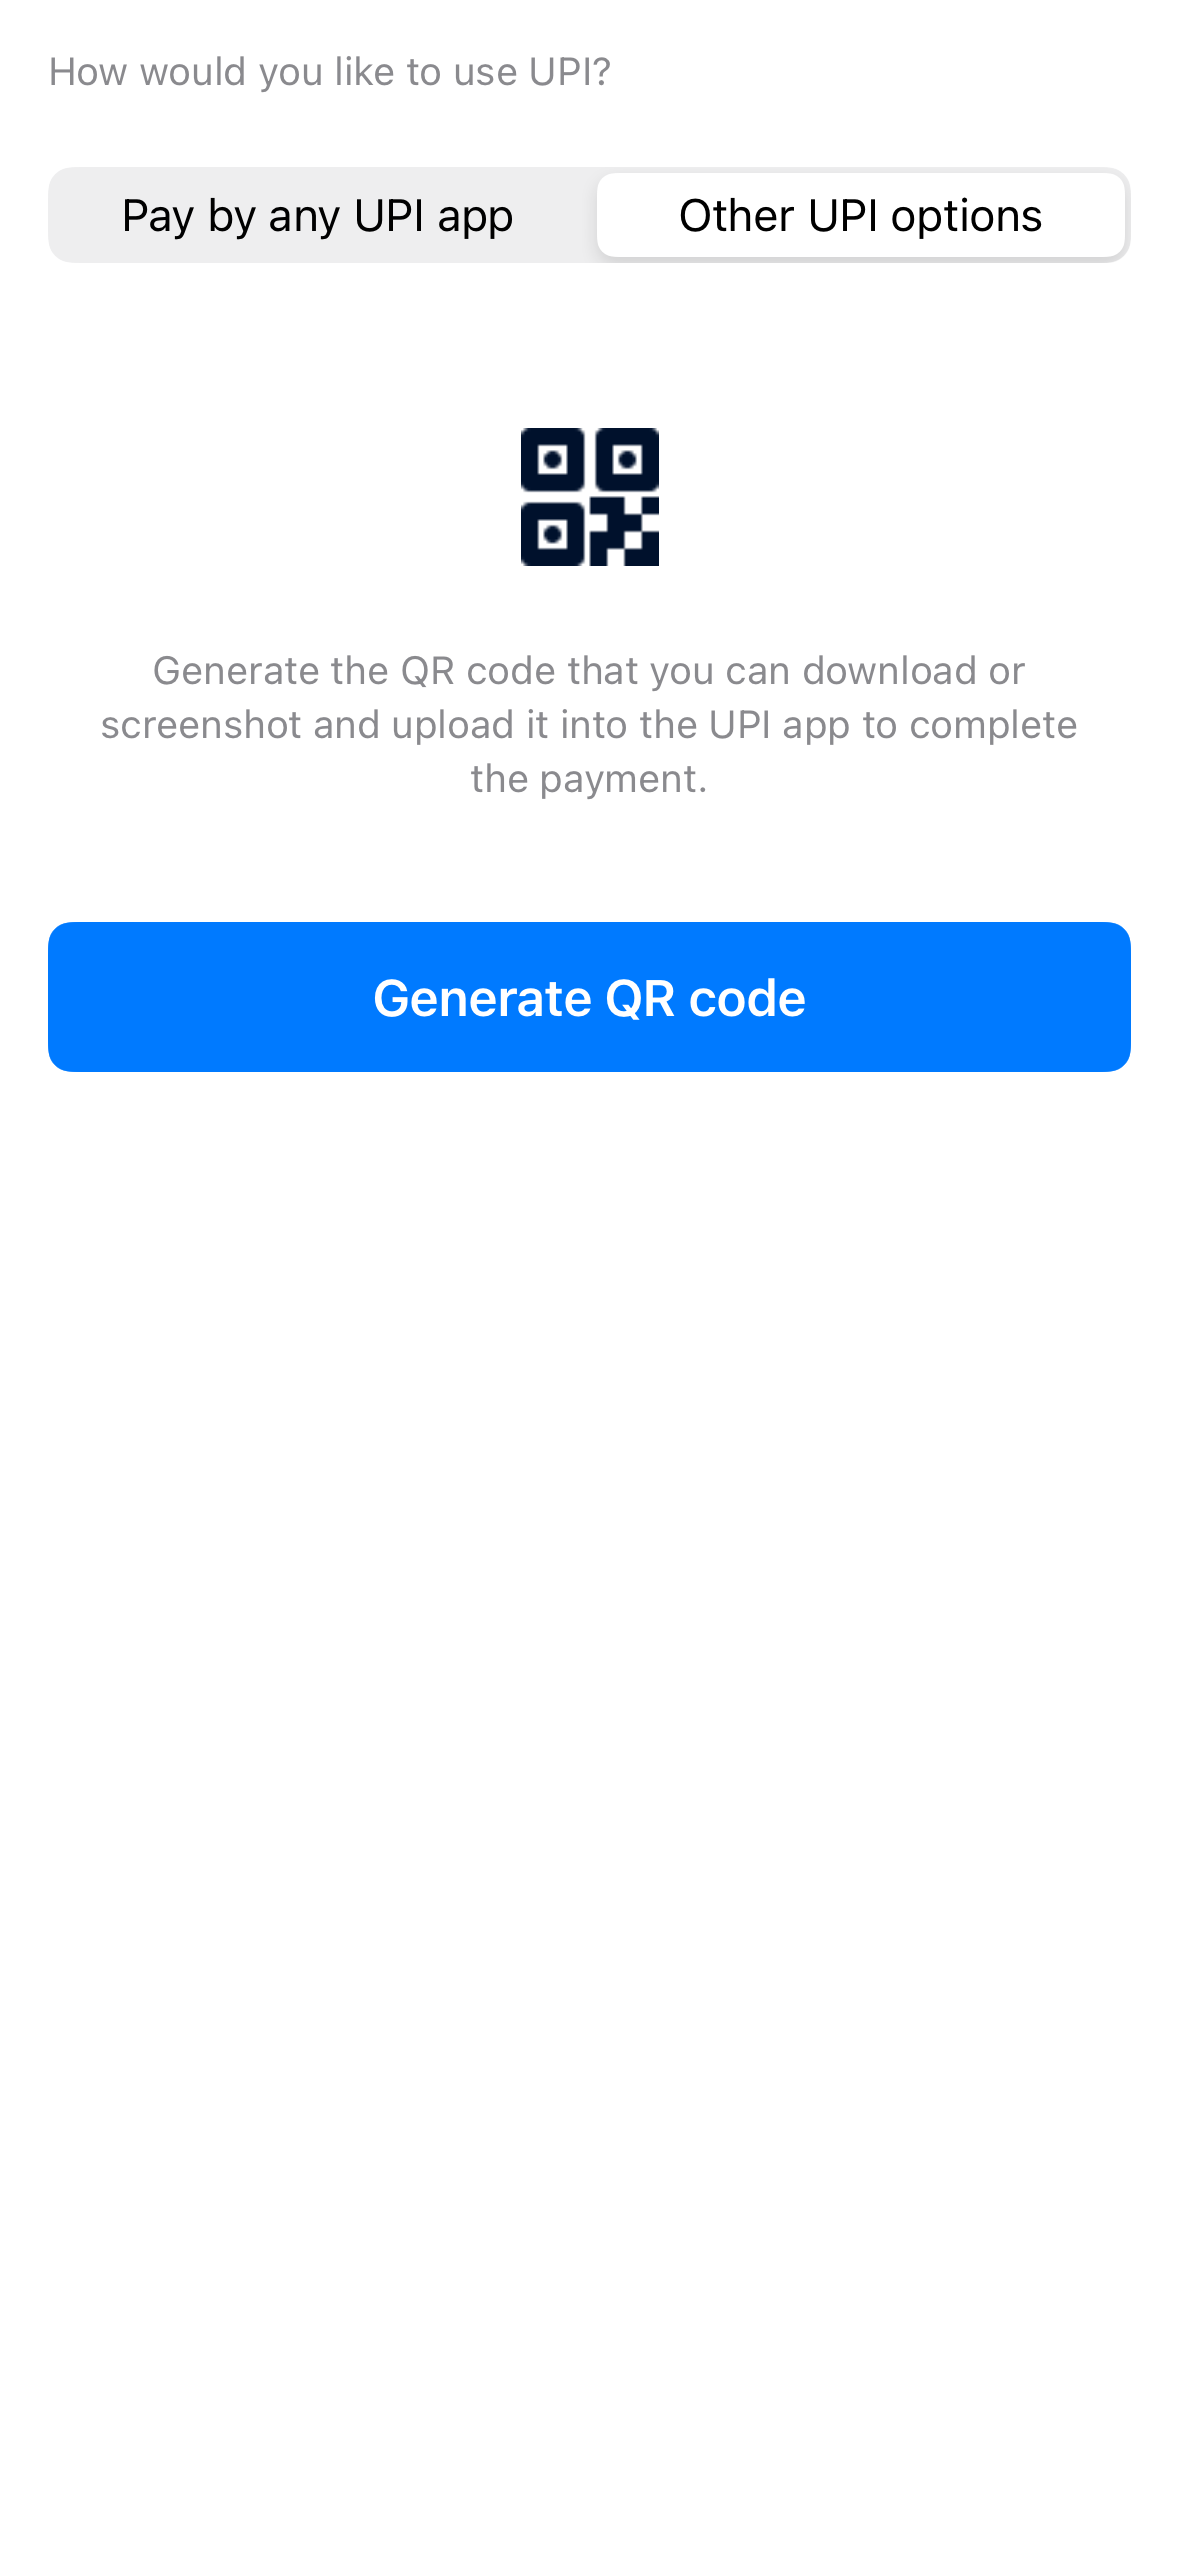 How would you like to use UPI?
Pay by any UPI app
Other UPI options
Generate the QR code that you can download or
screenshot and upload it into the UPI app to complete
the payment.
Generate QR code